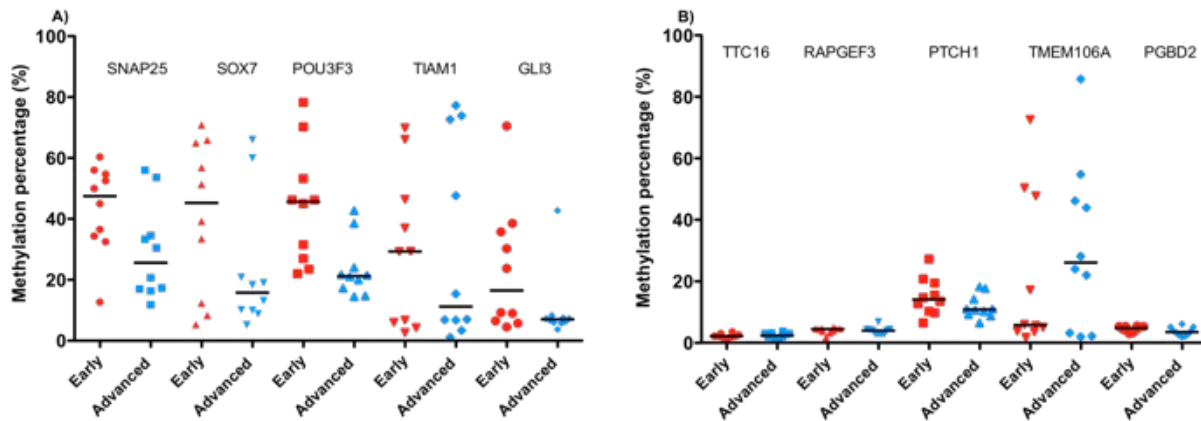 A)
Methylation percentage (%)
100
80
60
40
20
0
SNAP25 SOX7 POU3F3 TIAM1 GLI3
Early Advanced Early Advanced Early Advanced Early Advanced Early Advanced
B)
Methylation percentage (%)
100
80
60
40
20
0
TTC16 RAPGEF3 PTCH1 TMEM106A PGBD2
Early Advanced Early Advanced Early Advanced Early Advanced Early Advanced